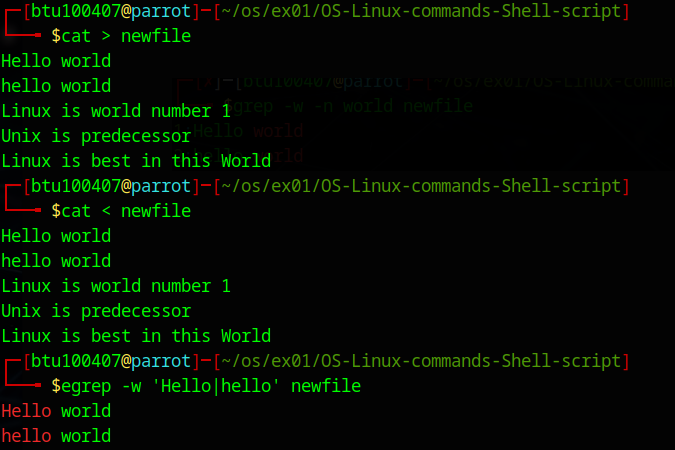 ┌─[btu100407@parrot]─[~/os/ex01/OS-Linux-commands-Shell-script]
└──╼ $cat > newfile
Hello world
hello world
Linux is world number 1
Unix is predecessor
Linux is best in this World
┌─[btu100407@parrot]─[~/os/ex01/OS-Linux-commands-Shell-script]
└──╼ $cat < newfile
Hello world
hello world
Linux is world number 1
Unix is predecessor
Linux is best in this World
┌─[btu100407@parrot]─[~/os/ex01/OS-Linux-commands-Shell-script]
└──╼ $egrep -w 'Hello|hello' newfile
Hello world
hello world